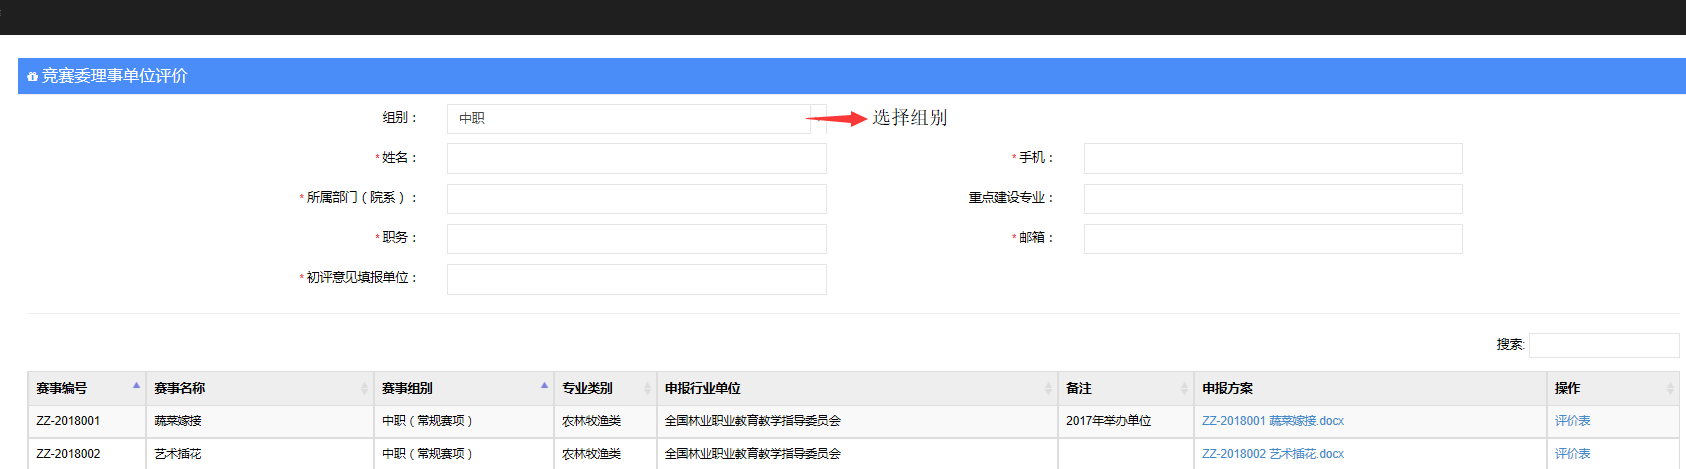 竞赛委理事单位评价
组别： 中职 选择组别
*姓名： *手机：
*所属部门（院系）： 重点建设专业：
*职务： *邮箱：
*初评意见填报单位：
搜索:
赛事编号 赛事名称 赛事组别 专业类别 申报行业单位 备注 申报方案 操作
ZZ-2018001 蔬菜嫁接 中职（常规赛项） 农林牧渔类 全国林业职业教育教学指导委员会 2017年举办单位 ZZ-2018001 蔬菜嫁接.docx 评价表
ZZ-2018002 艺术插花 中职（常规赛项） 农林牧渔类 全国林业职业教育教学指导委员会 ZZ-2018002 艺术插花.docx 评价表